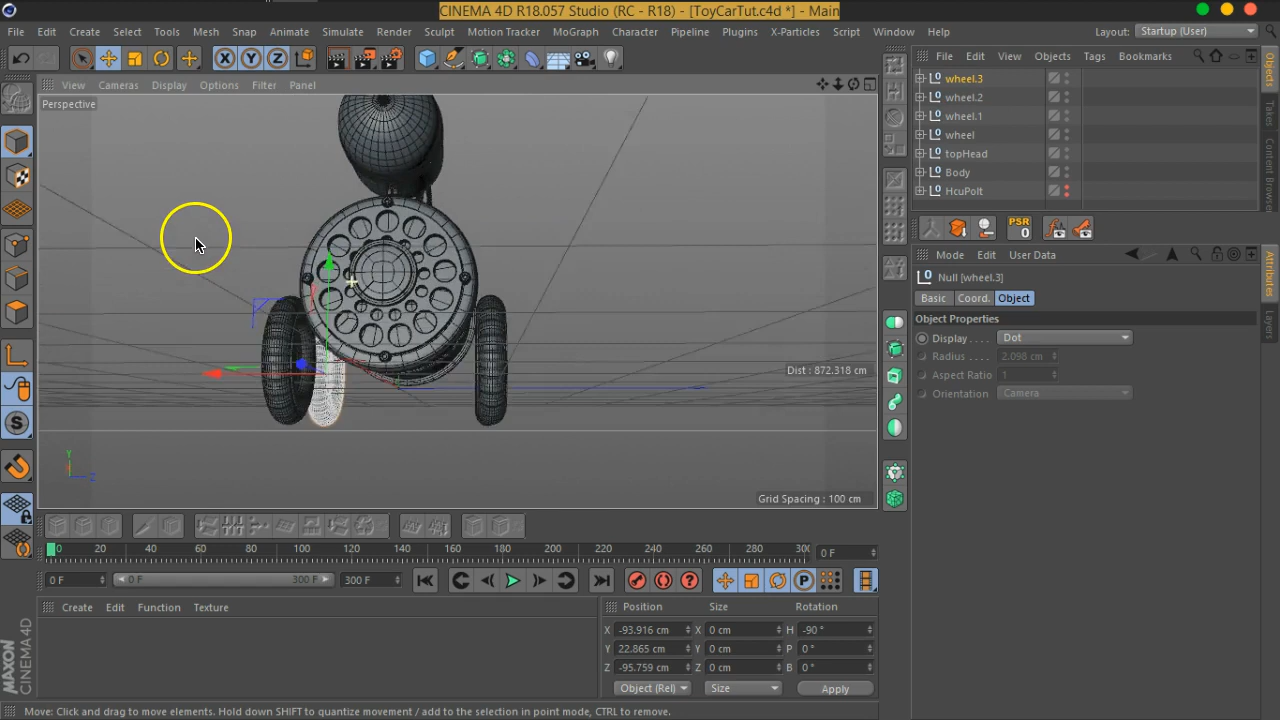 CINEMA 4D R18.057 Studio (RC - R18) - [ToyCarTut.c4d *] - Main
File Edit Create Select Tools Mesh Snap Animate Simulate Render Sculpt Motion Tracker MoGraph Character Pipeline Plugins X-Particles Script Window Help Layout: Startup (User)
File Edit View Objects Tags Bookmarks
View Cameras Display Options Filter Panel
Perspective
wheel.3
wheel.2
wheel.1
wheel
topHead
Body
HcuPolt
Objects
Takes
Content Browser
PSR
0
Mode Edit User Data
Null [wheel.3]
Basic Coord. Object
Object Properties
Display . . . . Dot
Radius . . . . . 2.098 cm
Aspect Ratio 1
Orientation Camera
Attributes
Layers
Dist : 872.318 cm
Grid Spacing : 100 cm
Y
Z
0 20 40 60 80 100 120 140 160 180 200 220 240 260 280 30
0 F
0 F 0 F 300 F 300 F
Create Edit Function Texture
Position Size Rotation
X -93.916 cm X 0 cm H -90 °
Y 22.865 cm Y 0 cm P 0 °
Z -95.759 cm Z 0 cm B 0 °
Object (Rel) Size Apply
MAXON
CINEMA 4D
Move: Click and drag to move elements. Hold down SHIFT to quantize movement / add to the selection in point mode, CTRL to remove.